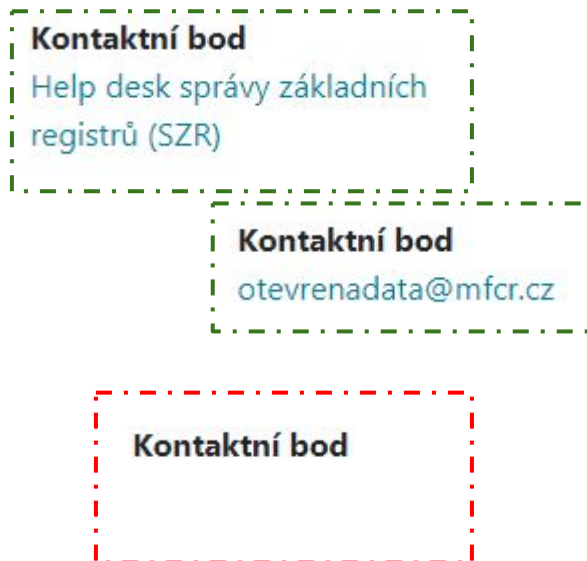 Kontaktní bod
Help desk správy základních
registrů (SZR)
Kontaktní bod
otevrenadata@mfcr.cz
Kontaktní bod